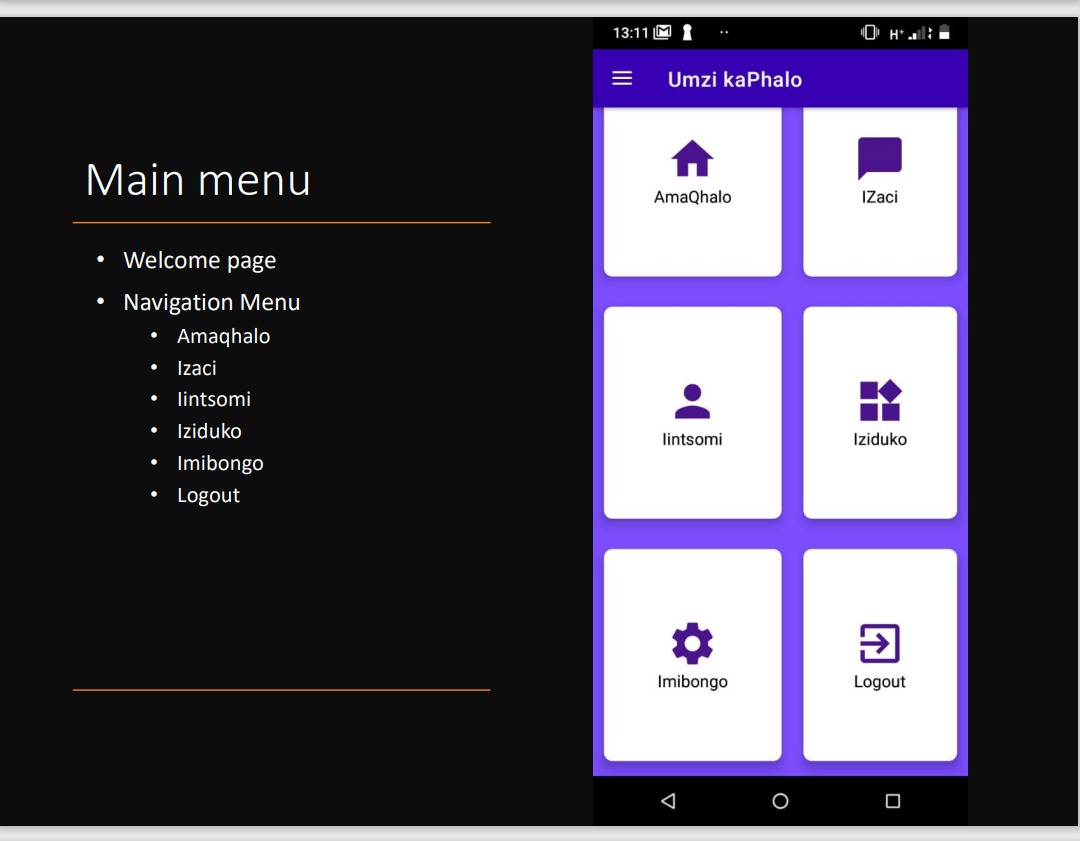 Main menu
• Welcome page
• Navigation Menu
• Amaqhalo
• Izaci
• Iintsomi
• Iziduko
• Imibongo
• Logout
13:11 H+
Umzi kaPhalo
AmaQhalo IZaci
Iintsomi Iziduko
Imibongo Logout